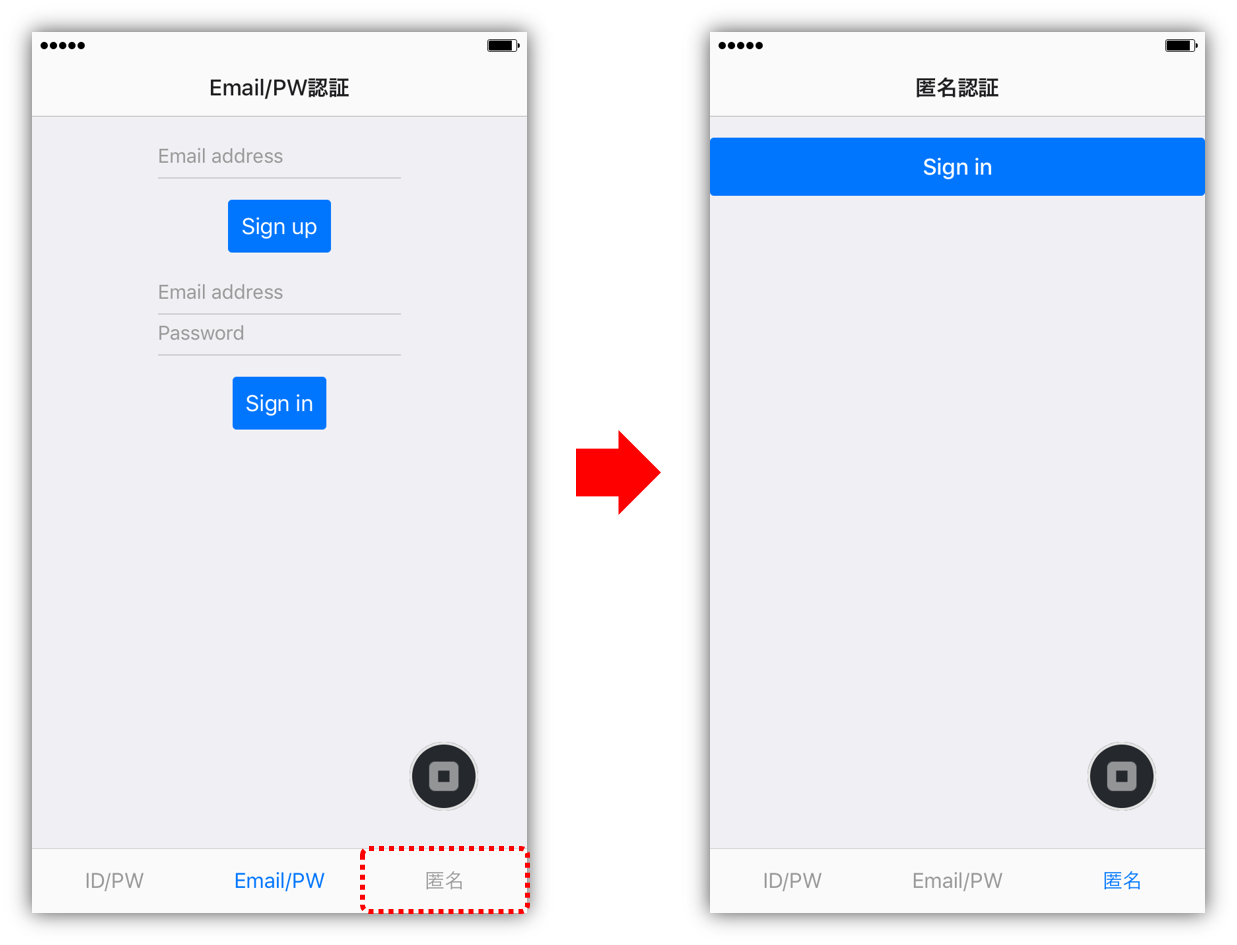 Email/PW認証
Email address
Sign up
Email address
Password
Sign in
ID/PW
Email/PW
匿名
匿名認証
Sign in
ID/PW
Email/PW
匿名